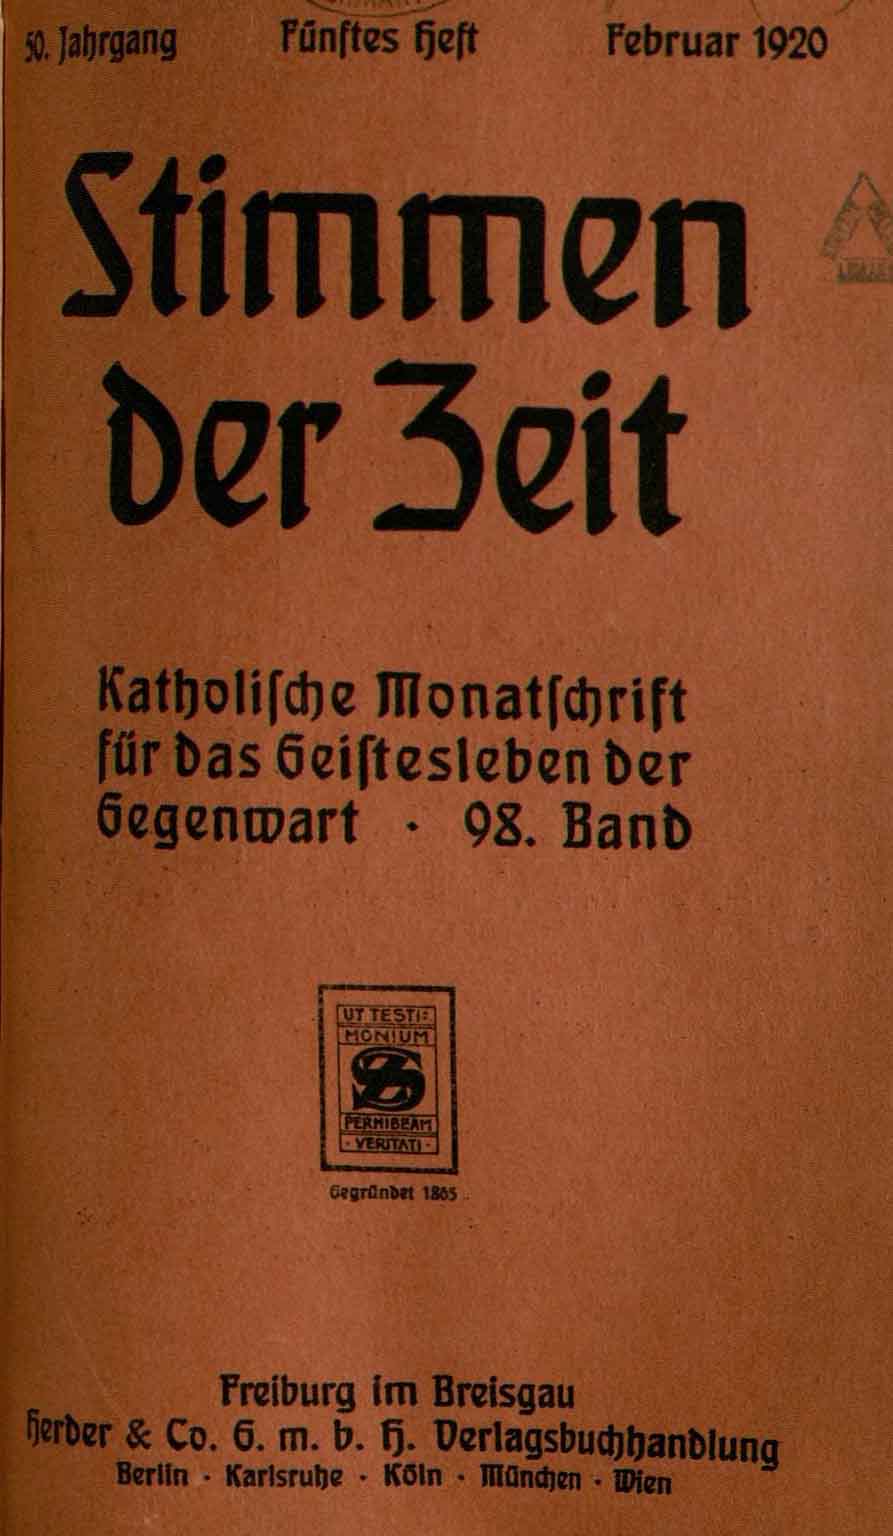 50. Jahrgang Fünftes Heft Februar 1920
Stimmen
der Zeit
Katholiſche Monatſchrift
für das Geiſtesleben der
Gegenwart · 98. Band
UT TESTI=
MONIUM
SZ
PERHIBEAM
· VERITATI ·
Gegründet 1865
Freiburg im Breisgau
Herder & Co. G. m. b. H. Verlagsbuchhandlung
Berlin · Karlsruhe · Köln · München · Wien